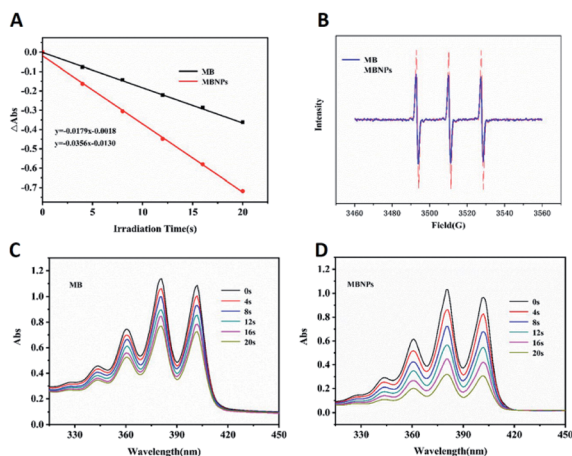 A
0.0
-0.1
-0.2
-0.3
-0.4
-0.5
-0.6
-0.7
△Abs
MB
MBNPs
y=-0.0179x-0.0018
y=-0.0356x-0.0130
0 5 10 15 20
Irradiation Time(s)
B
Intensity
MB
MBNPs
3460 3480 3500 3520 3540 3560
Field(G)
C
Abs
1.2
1.0
0.8
0.6
0.4
0.2
0.0
MB
0s
4s
8s
12s
16s
20s
330 360 390 420 450
Wavelength(nm)
D
Abs
1.2
1.0
0.8
0.6
0.4
0.2
0.0
MBNPs
0s
4s
8s
12s
16s
20s
330 360 390 420 450
Wavelength(nm)